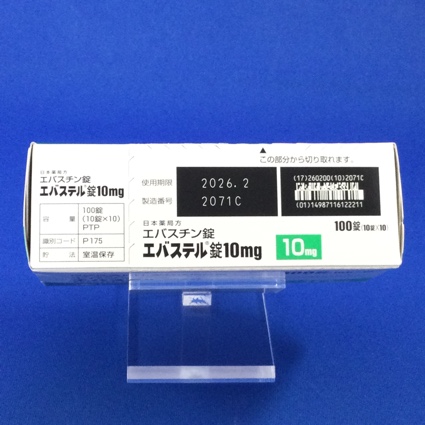 日本薬局方
エバスチン錠
エバステル®錠10mg
容量
100錠
(10錠×10)
PTP
識別コード P175
貯法 室温保存
▲
この部分から切り取れます。
使用期限 2026.2
製造番号 2071C
(17)260200(10)2071C
(01)14987116122211
日本薬局方
エバスチン錠
エバステル®錠10mg
10mg
100錠(10錠×10)